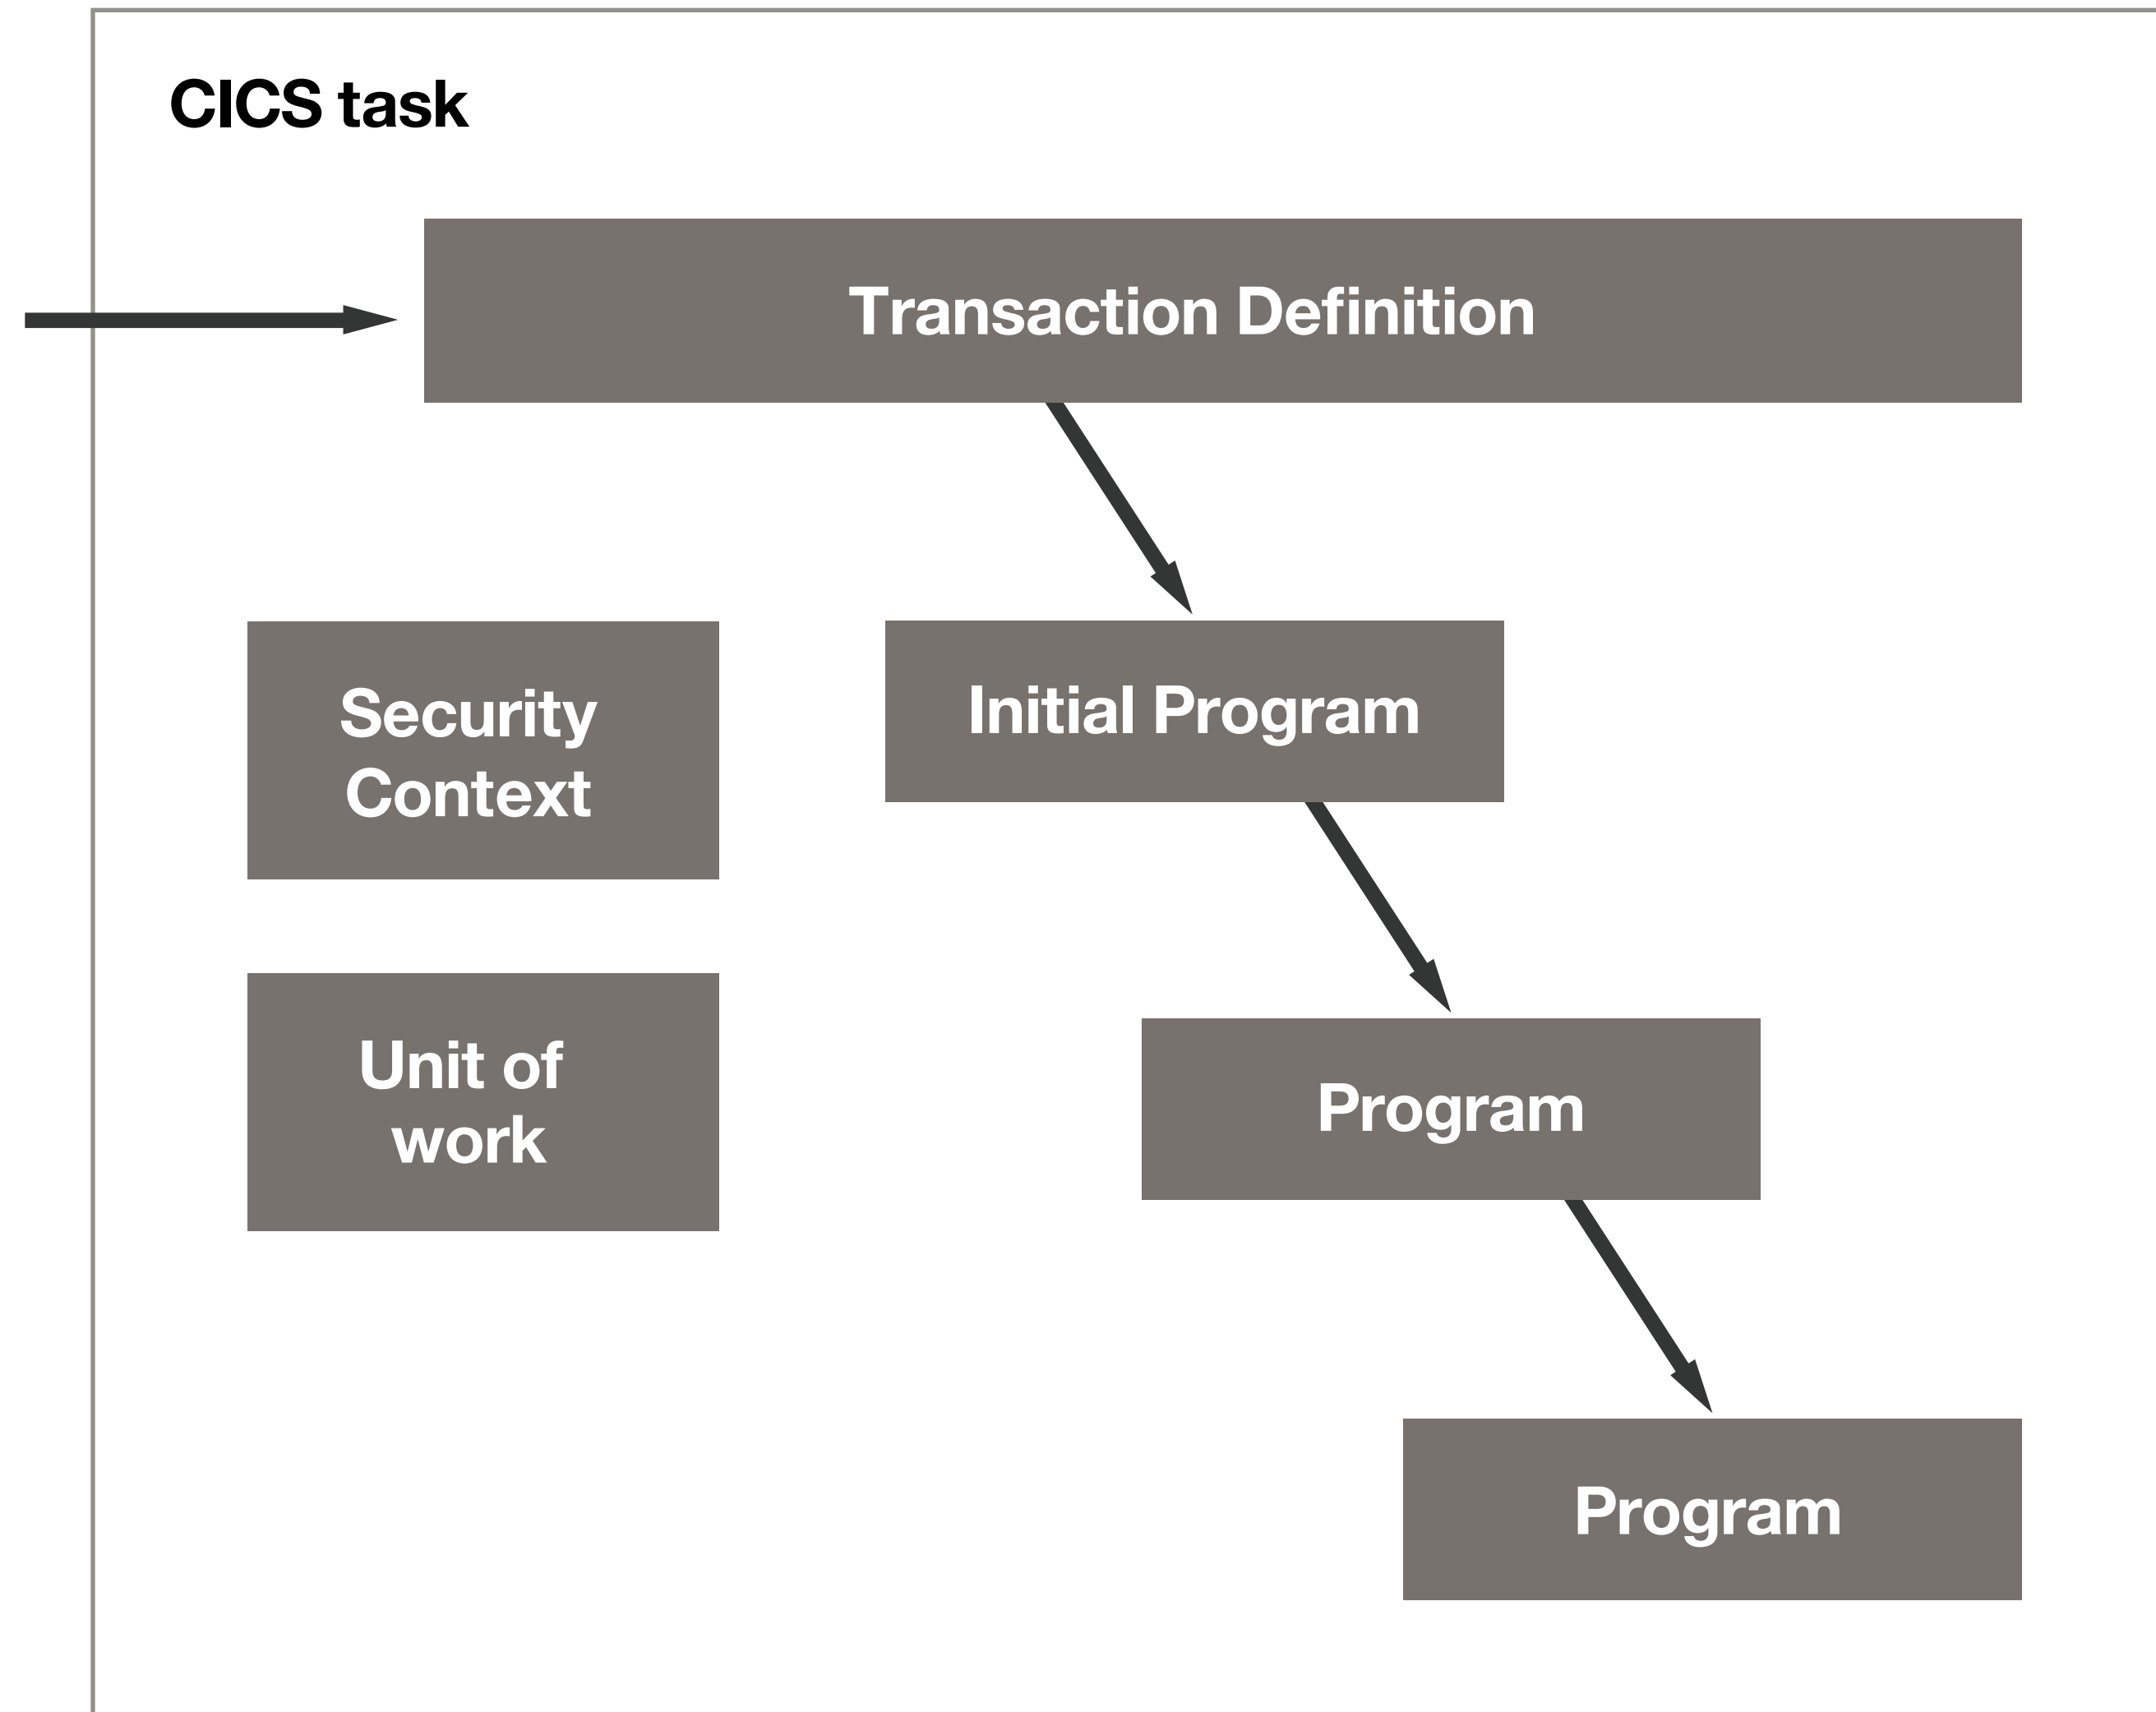 CICS task
Transaction Definition
Security
Context
Initial Program
Unit of
work
Program
Program